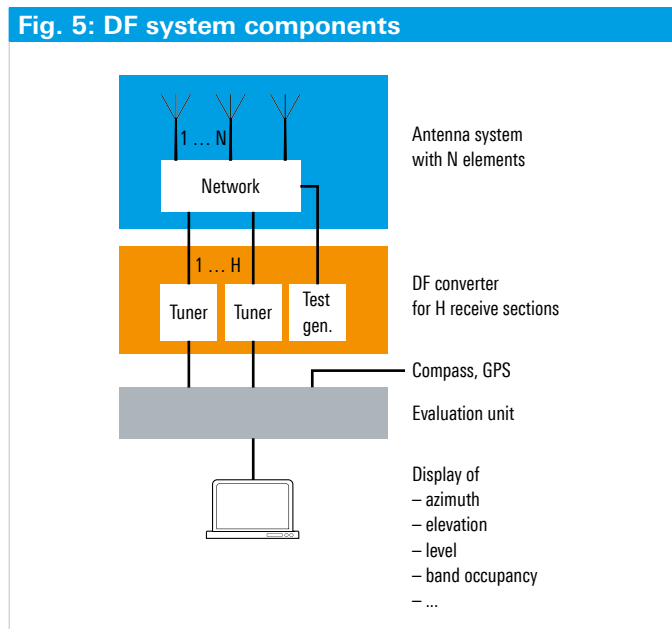 Fig. 5: DF system components
1 ... N
Antenna system
with N elements
Network
1 ... H
DF converter
for H receive sections
Tuner
Tuner
Test
gen.
Compass, GPS
Evaluation unit
Display of
– azimuth
– elevation
– level
– band occupancy
– ...